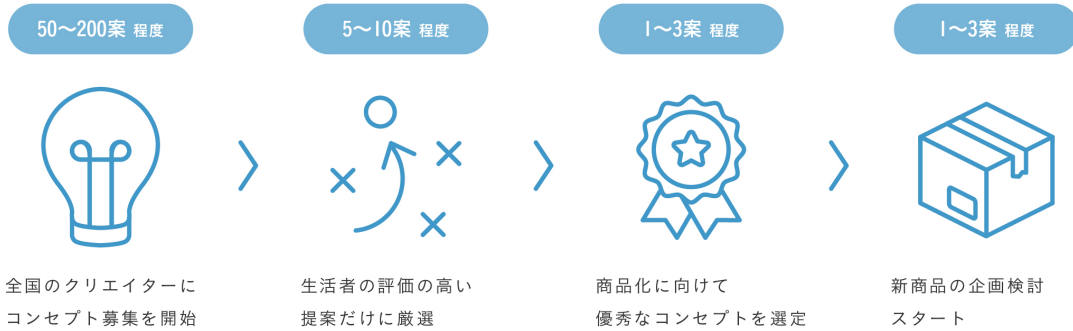 50～200案 程度
全国のクリエイターに
コンセプト募集を開始
5～10案 程度
生活者の評価の高い
提案だけに厳選
1～3案 程度
商品化に向けて
優秀なコンセプトを選定
1～3案 程度
新商品の企画検討
スタート